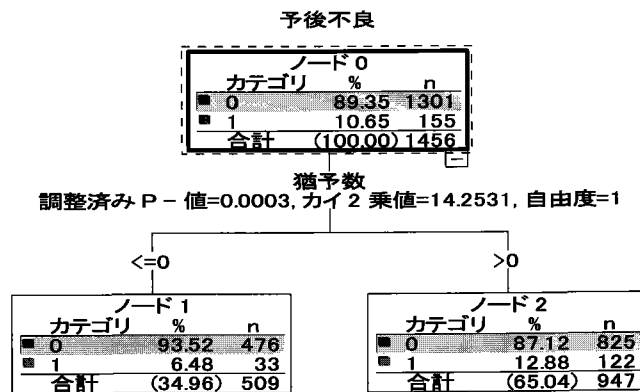 予後不良
ノード 0
カテゴリ % n
0 89.35 1301
1 10.65 155
合計 (100.00) 1456
猶予数
調整済み P - 値=0.0003, カイ 2 乗値=14.2531, 自由度=1
<=0 >0
ノード 1
カテゴリ % n
0 93.52 476
1 6.48 33
合計 (34.96) 509
ノード 2
カテゴリ % n
0 87.12 825
1 12.88 122
合計 (65.04) 947